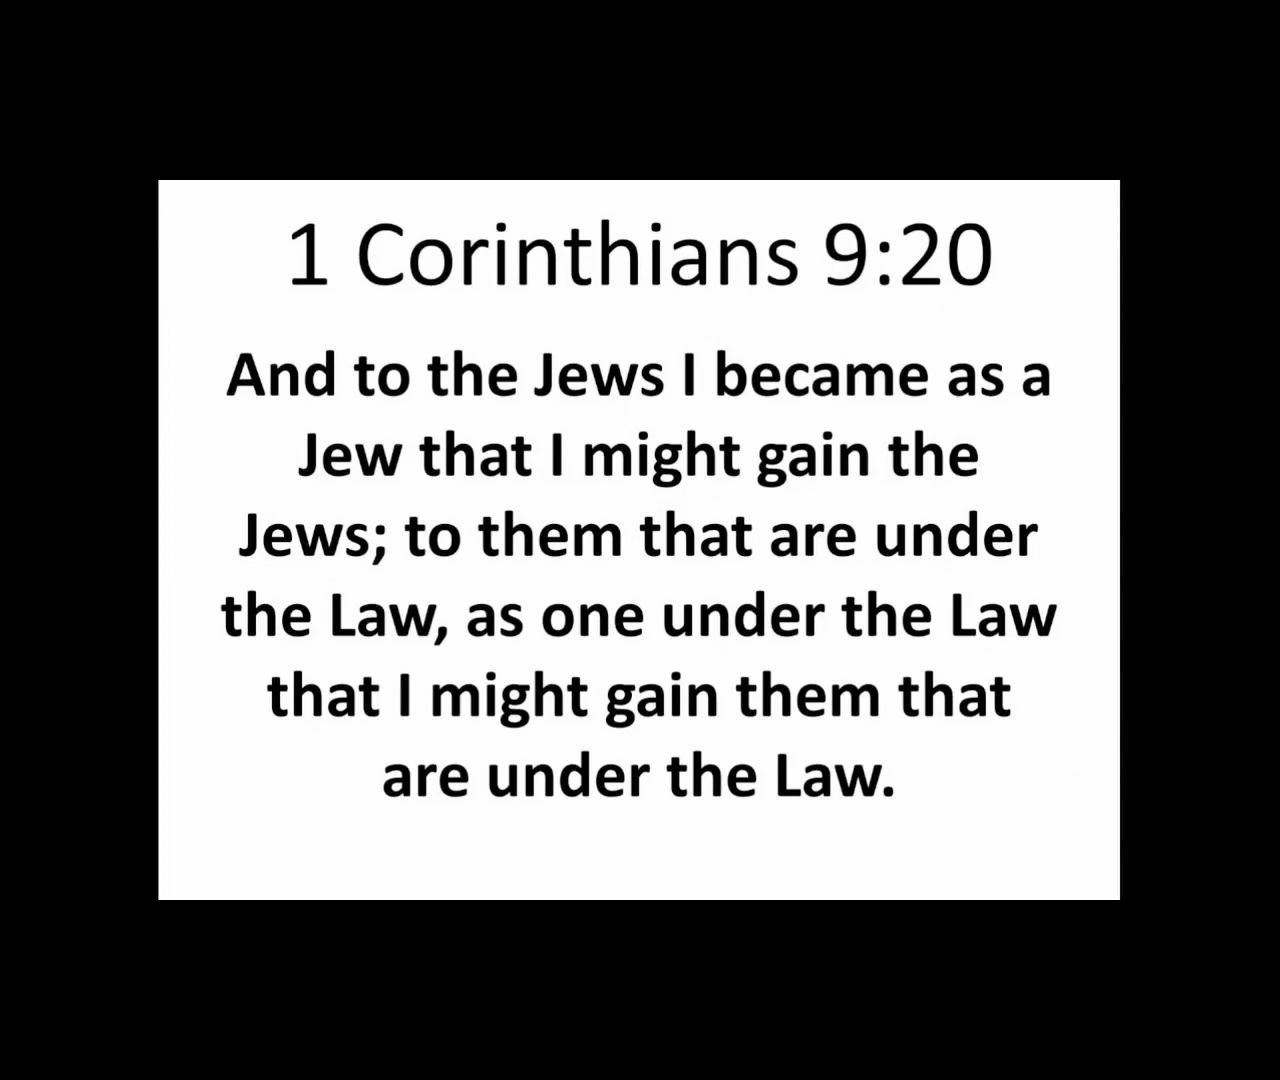 1 Corinthians 9:20
And to the Jews I became as a
Jew that I might gain the
Jews; to them that are under
the Law, as one under the Law
that I might gain them that
are under the Law.